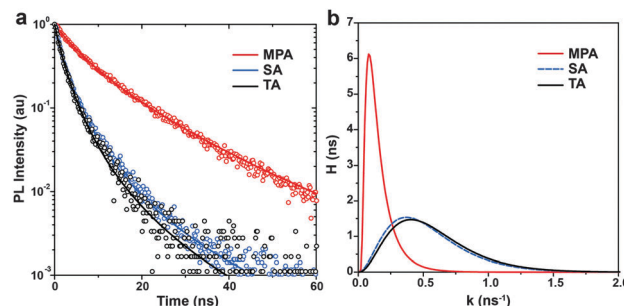 a
PL Intensity (au)
10⁰
10⁻¹
10⁻²
10⁻³
0
20
40
60
Time (ns)
MPA
SA
TA
b
H (ns)
7
6
5
4
3
2
1
0
0.0
0.5
1.0
1.5
2.0
k (ns⁻¹)
MPA
SA
TA